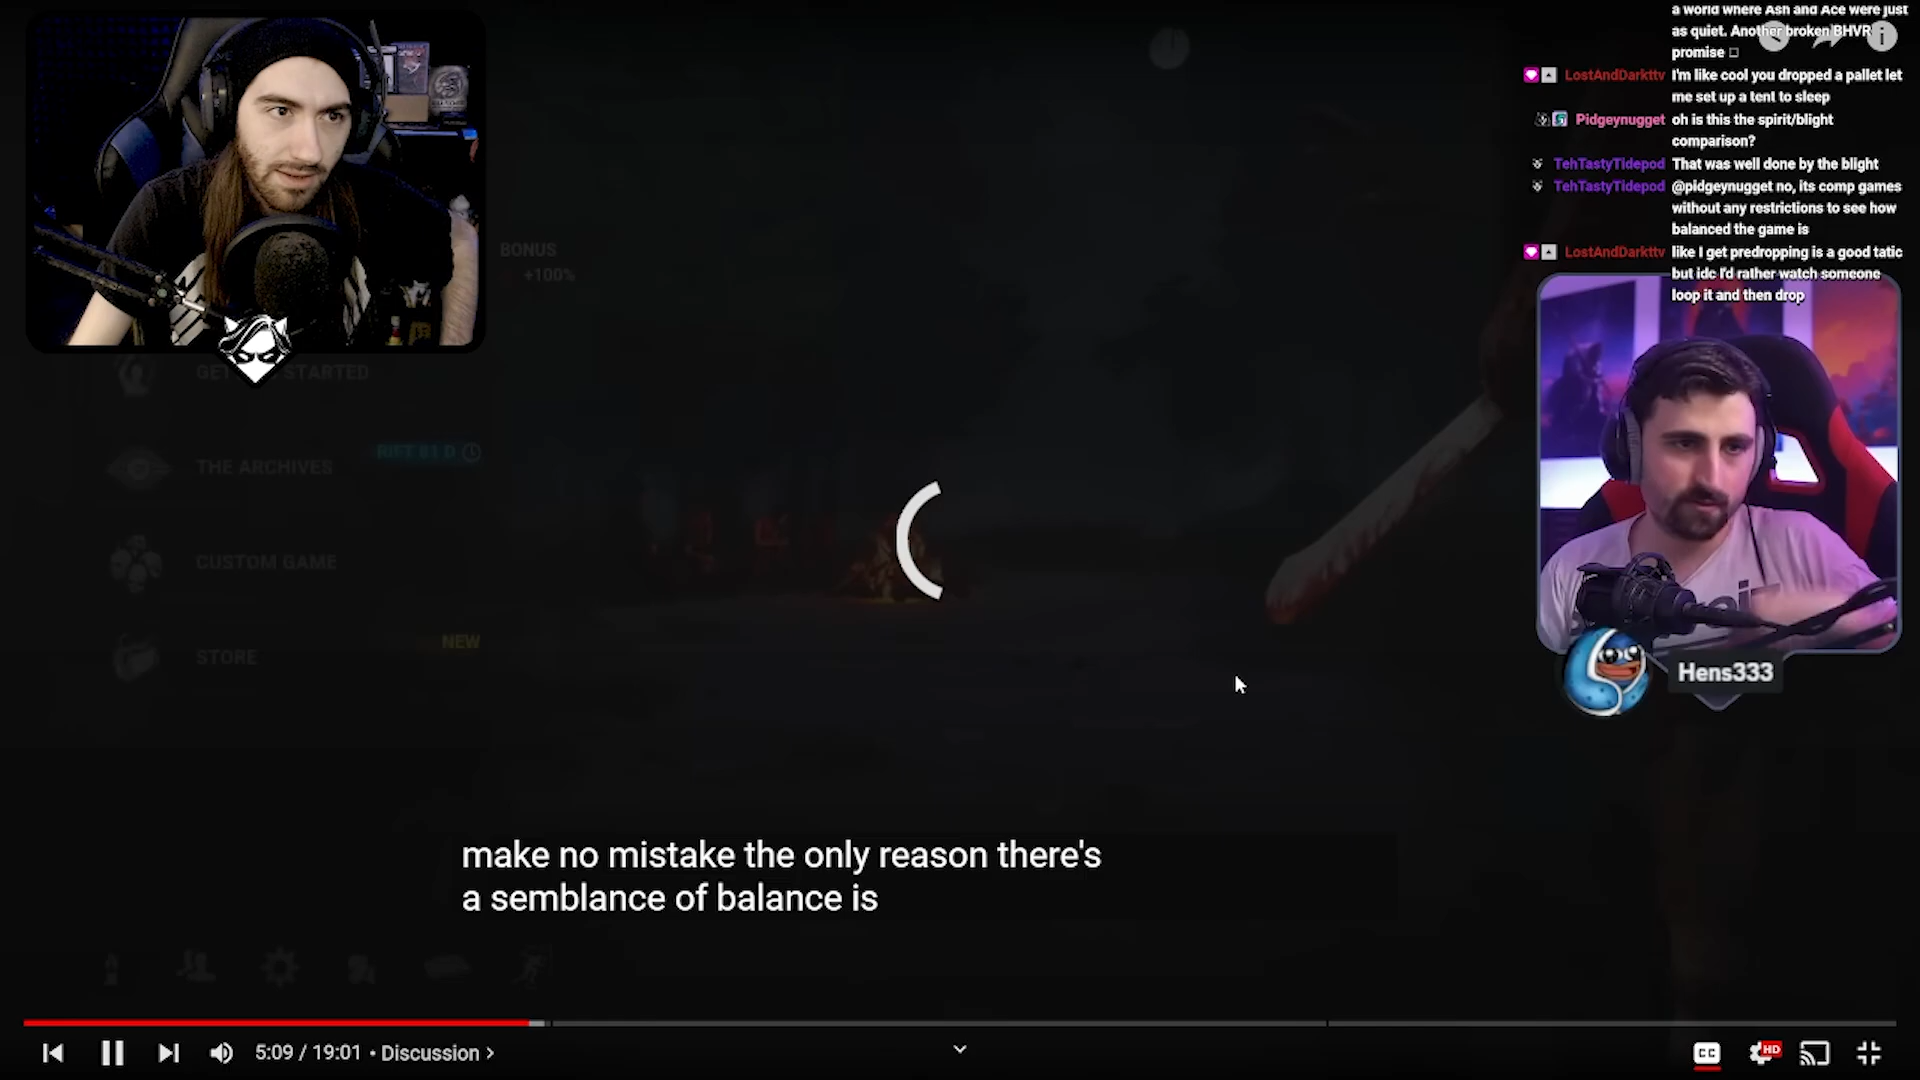 a world where Ash and Ace were just
as quiet. Another broken BHVR
promise
LostAndDarkttv I'm like cool you dropped a pallet let
me set up a tent to sleep
Pidgeynugget oh is this the spirit/blight
comparison?
TehTastyTidepod That was well done by the blight
TehTastyTidepod @pidgeynugget no, its comp games
without any restrictions to see how
balanced the game is
LostAndDarkttv like I get predropping is a good tatic
but idc I'd rather watch someone
loop it and then drop
BONUS
+100%
STARTED
THE ARCHIVES
CUSTOM GAME
NEW
STORE
Hens333
make no mistake the only reason there's
a semblance of balance is
5:09 / 19:01 • Discussion >
CC
HD